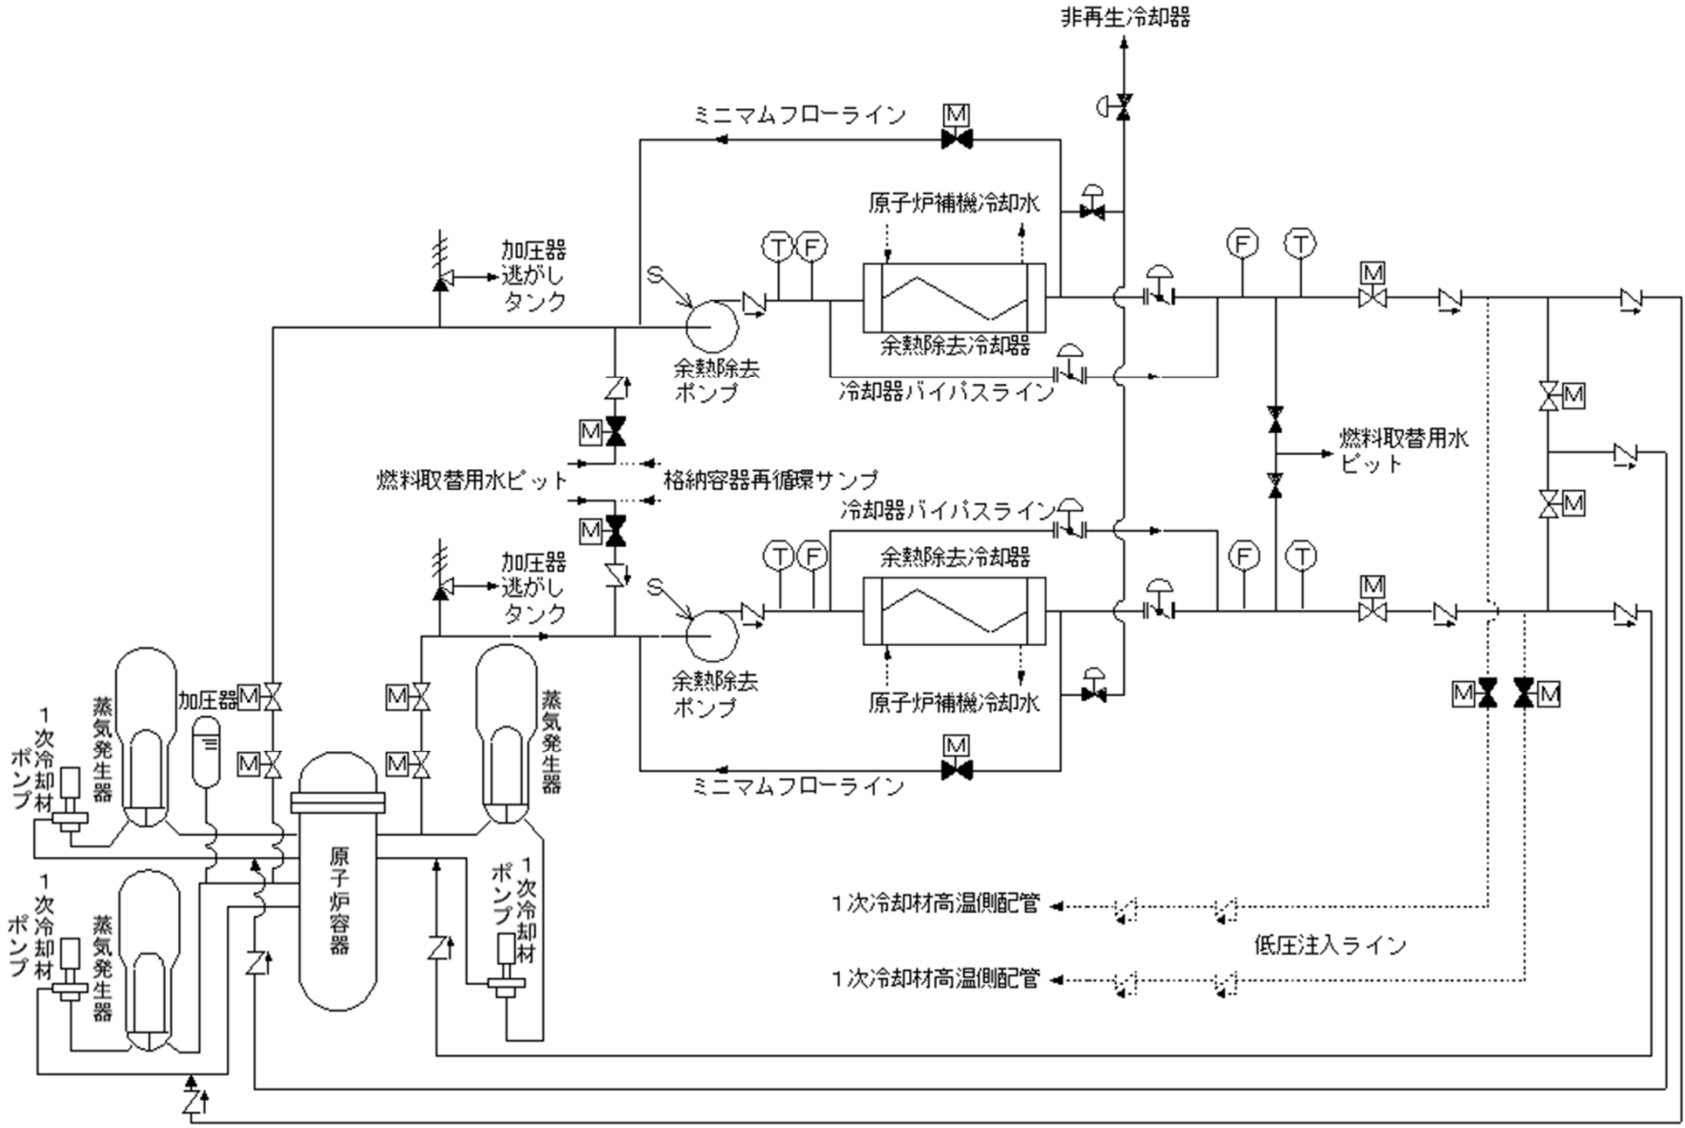 非再生冷却器
ミニマムフローライン
M
原子炉補機冷却水
加圧器
逃がし
タンク
S
T
F
F
T
M
余熱除去冷却器
余熱除去
ポンプ
冷却器バイパスライン
M
M
燃料取替用水
ピット
燃料取替用水ピット
格納容器再循環サンプ
冷却器バイパスライン
M
M
加圧器
逃がし
タンク
S
T
F
余熱除去冷却器
F
T
M
余熱除去
ポンプ
原子炉補機冷却水
M
ミニマムフローライン
M
M
蒸気発生器
加圧器
M
M
M
M
蒸気発生器
1次冷却材
ポンプ
原子炉容器
1次冷却材
ポンプ
1次冷却材
ポンプ
蒸気発生器
1次冷却材高温側配管
低圧注入ライン
1次冷却材高温側配管